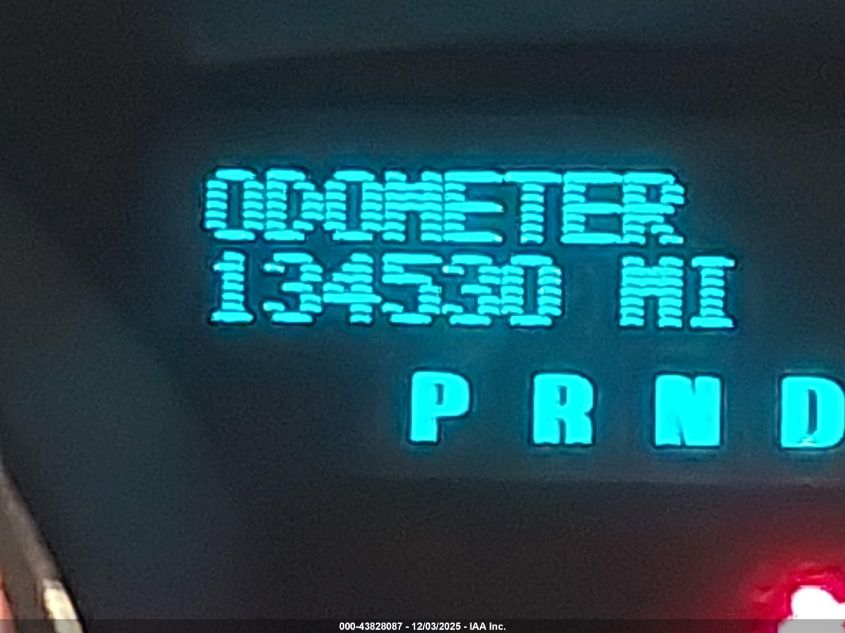 ODOMETER
134530 MI
P R N D
000-43828087 - 12/03/2025 - IAA Inc.